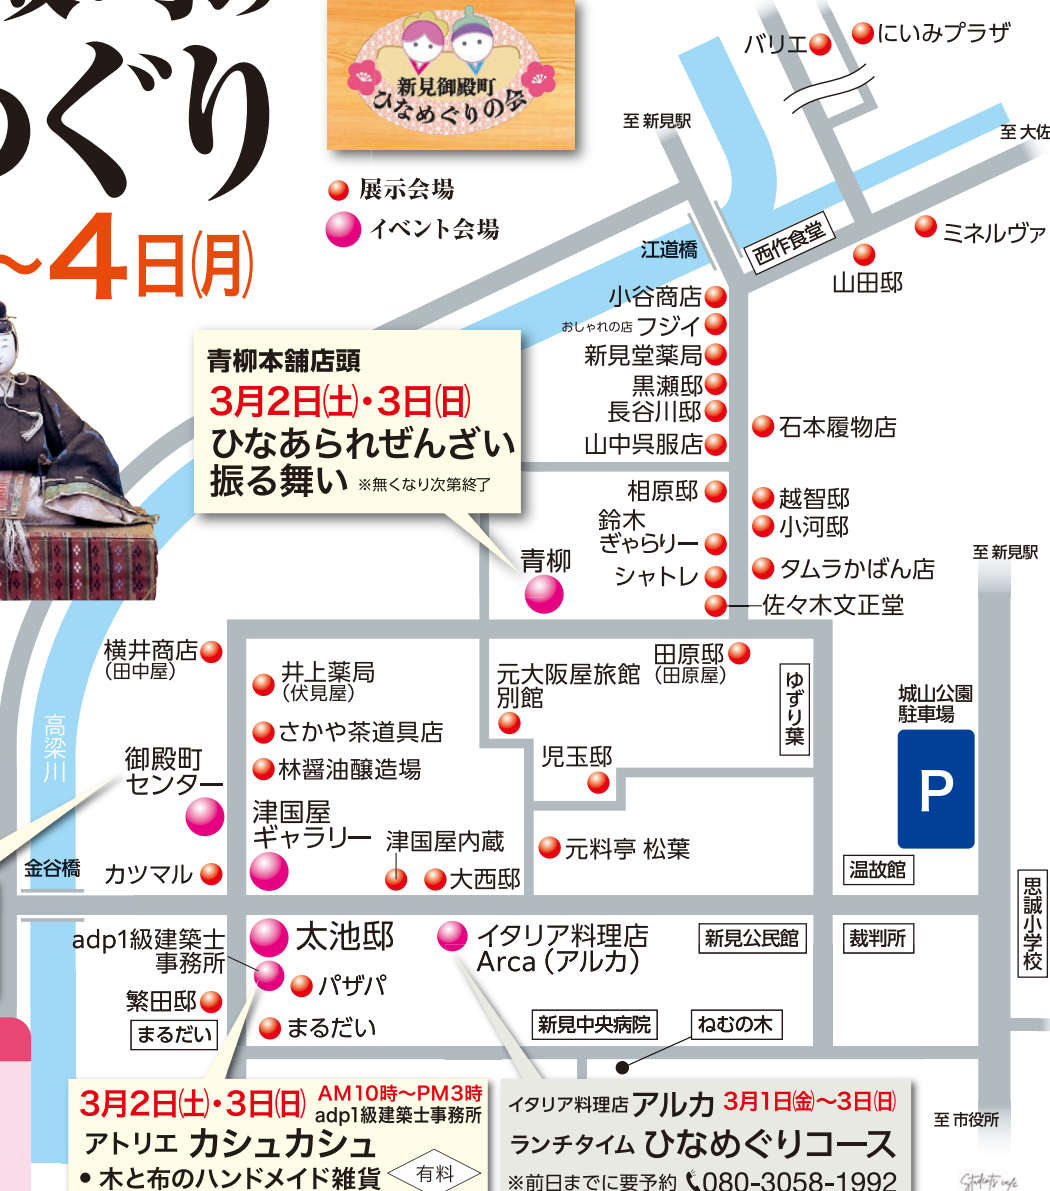 めぐり
～4日(月)
新見御殿町
ひなめぐりの会
展示会場
イベント会場
バリエ
にいみプラザ
至 新見駅
至 大佐
江道橋
西作食堂
ミネルヴァ
山田邸
小谷商店
おしゃれの店 フジイ
新見堂薬局
黒瀬邸
長谷川邸
山中呉服店
石本履物店
相原邸
越智邸
鈴木
ぎゃらりー
小河邸
シャトレ
タムラかばん店
佐々木文正堂
青柳本舗店頭
3月2日(土)・3日(日)
ひなあられぜんざい
振る舞い ※無くなり次第終了
青柳
至 新見駅
横井商店
(田中屋)
井上薬局
(伏見屋)
元大阪屋旅館
別館
田原邸
(田原屋)
ゆずり葉
城山公園
駐車場
P
さかや茶道具店
高梁川
御殿町
センター
林醤油醸造場
児玉邸
津国屋
ギャラリー
津国屋内蔵
元料亭 松葉
金谷橋
カツマル
大西邸
温故館
思誠小学校
adp1級建築士
事務所
太池邸
イタリア料理店
Arca（アルカ）
新見公民館
裁判所
パザパ
繁田邸
まるだい
まるだい
新見中央病院
ねむの木
3月2日(土)・3日(日) AM10時～PM3時
adp1級建築士事務所
アトリエ カシュカシュ
● 木と布のハンドメイド雑貨
有料
イタリア料理店 アルカ 3月1日(金)～3日(日)
ランチタイム ひなめぐりコース
※前日までに要予約 080-3058-1992
至 市役所